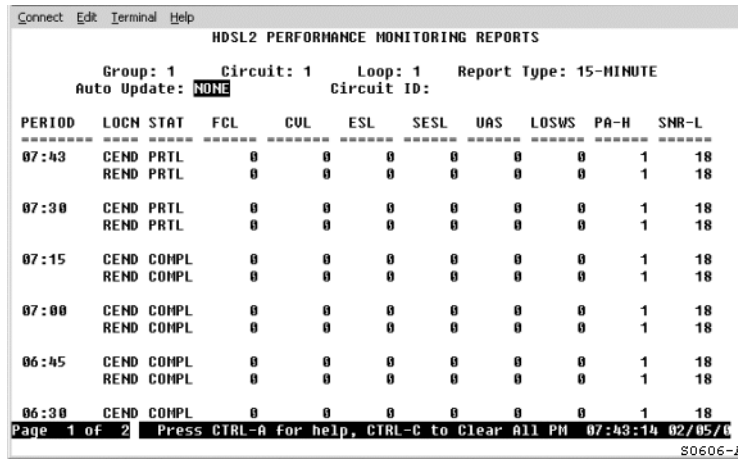 Connect Edit Terminal Help
HDSL2 PERFORMANCE MONITORING REPORTS
Group: 1 Circuit: 1 Loop: 1 Report Type: 15-MINUTE
Auto Update: NONE Circuit ID:
PERIOD LOCN STAT FCL CVL ESL SESL UAS LOSWS PA-H SNR-L
07:43 CEND PRTL 0 0 0 0 0 0 1 18
REND PRTL 0 0 0 0 0 0 1 18
07:30 CEND PRTL 0 0 0 0 0 0 1 18
REND PRTL 0 0 0 0 0 0 1 18
07:15 CEND COMPL 0 0 0 0 0 0 1 18
REND COMPL 0 0 0 0 0 0 1 18
07:00 CEND COMPL 0 0 0 0 0 0 1 18
REND COMPL 0 0 0 0 0 0 1 18
06:45 CEND COMPL 0 0 0 0 0 0 1 18
REND COMPL 0 0 0 0 0 0 1 18
06:30 CEND COMPL 0 0 0 0 0 0 1 18
Page 1 of 2 Press CTRL-A for help, CTRL-C to Clear All PM 07:43:14 02/05/0
S0606-